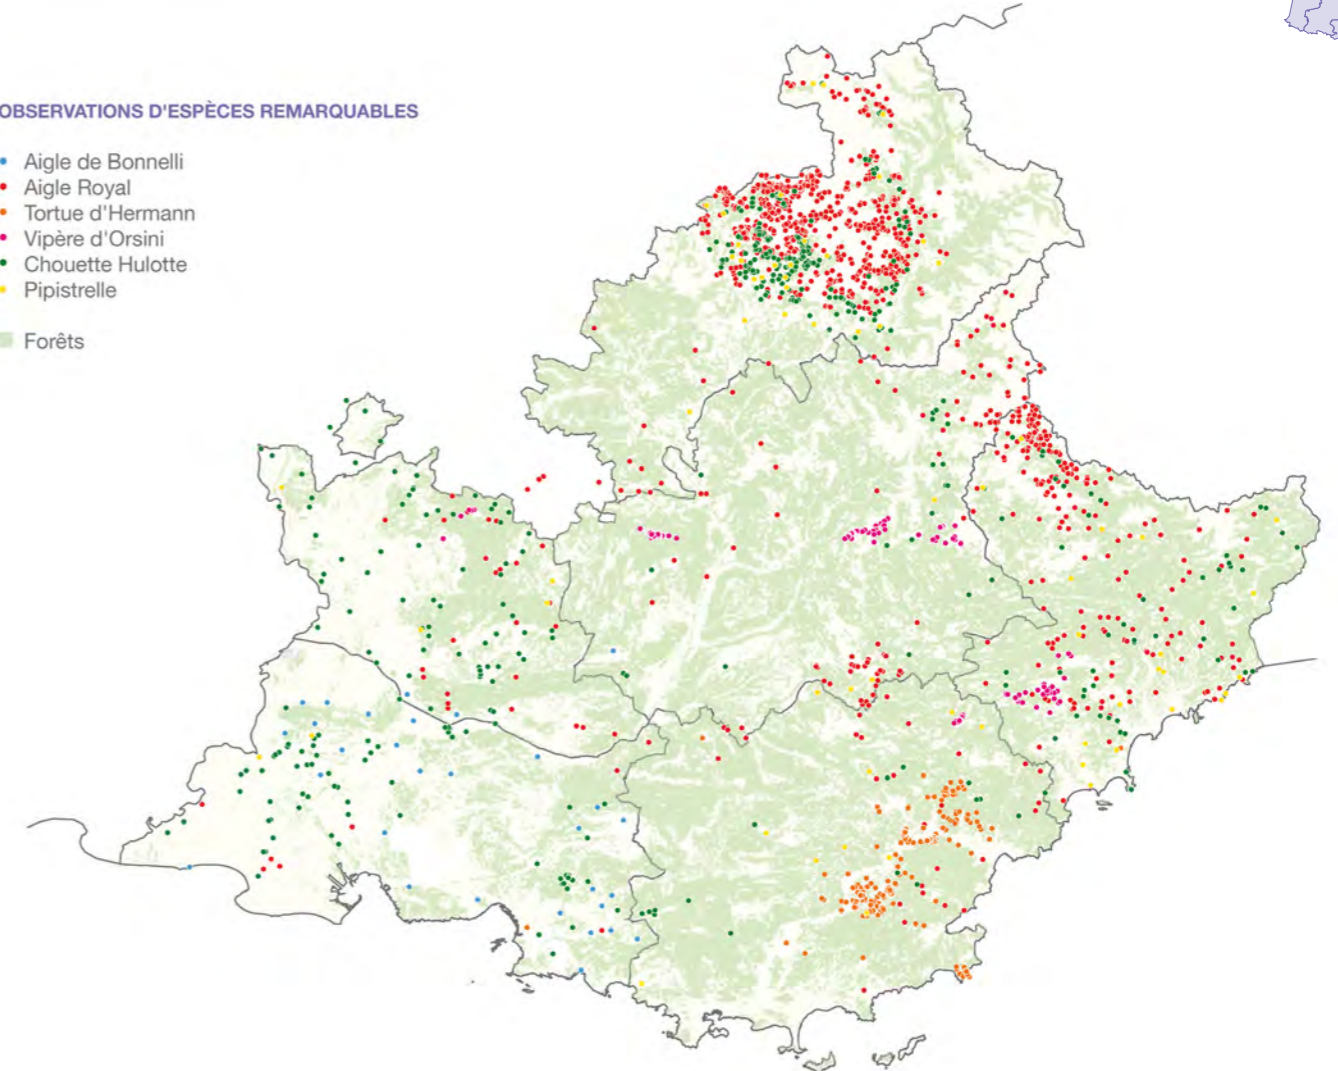 OBSERVATIONS D'ESPÈCES REMARQUABLES
Aigle de Bonnelli
Aigle Royal
Tortue d'Hermann
Vipère d'Orsini
Chouette Hulotte
Pipistrelle
Forêts